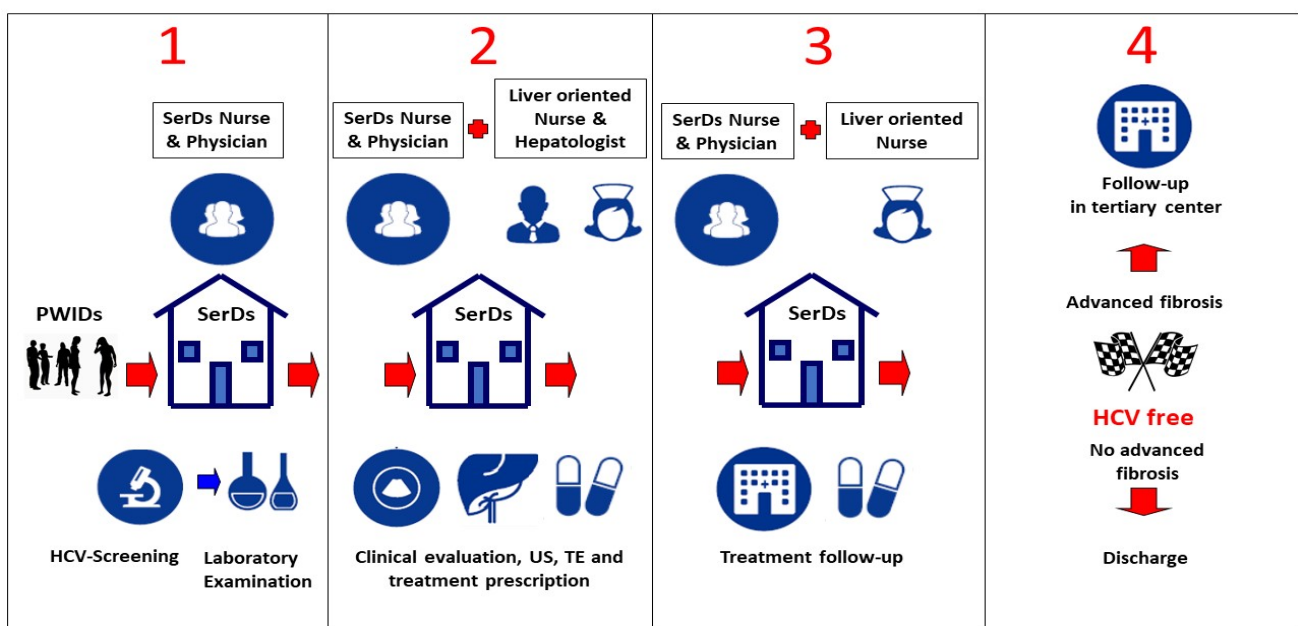 1
SerDs Nurse
& Physician
PWIDs
SerDs
HCV-Screening
Laboratory
Examination
2
SerDs Nurse
& Physician
Liver oriented
Nurse &
Hepatologist
SerDs
Clinical evaluation, US, TE and
treatment prescription
3
SerDs Nurse
& Physician
Liver oriented
Nurse
SerDs
Treatment follow-up
4
Follow-up
in tertiary center
Advanced fibrosis
HCV free
No advanced
fibrosis
Discharge